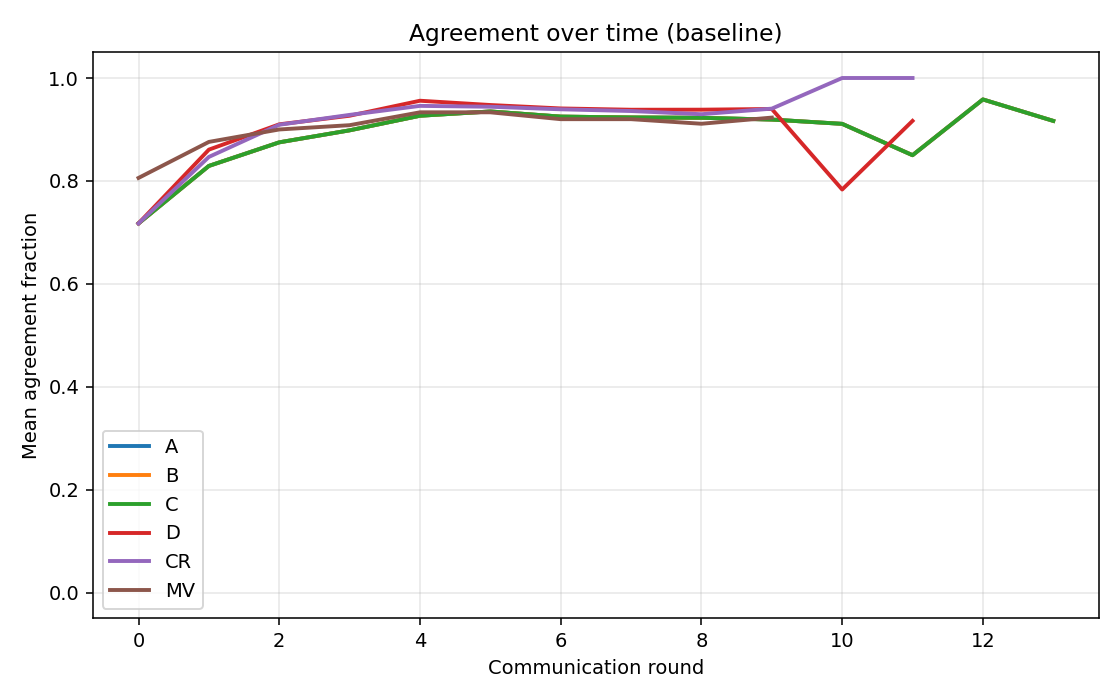 Agreement over time (baseline)
Mean agreement fraction
1.0
0.8
0.6
0.4
0.2
0.0
A
B
C
D
CR
MV
0 2 4 6 8 10 12
Communication round